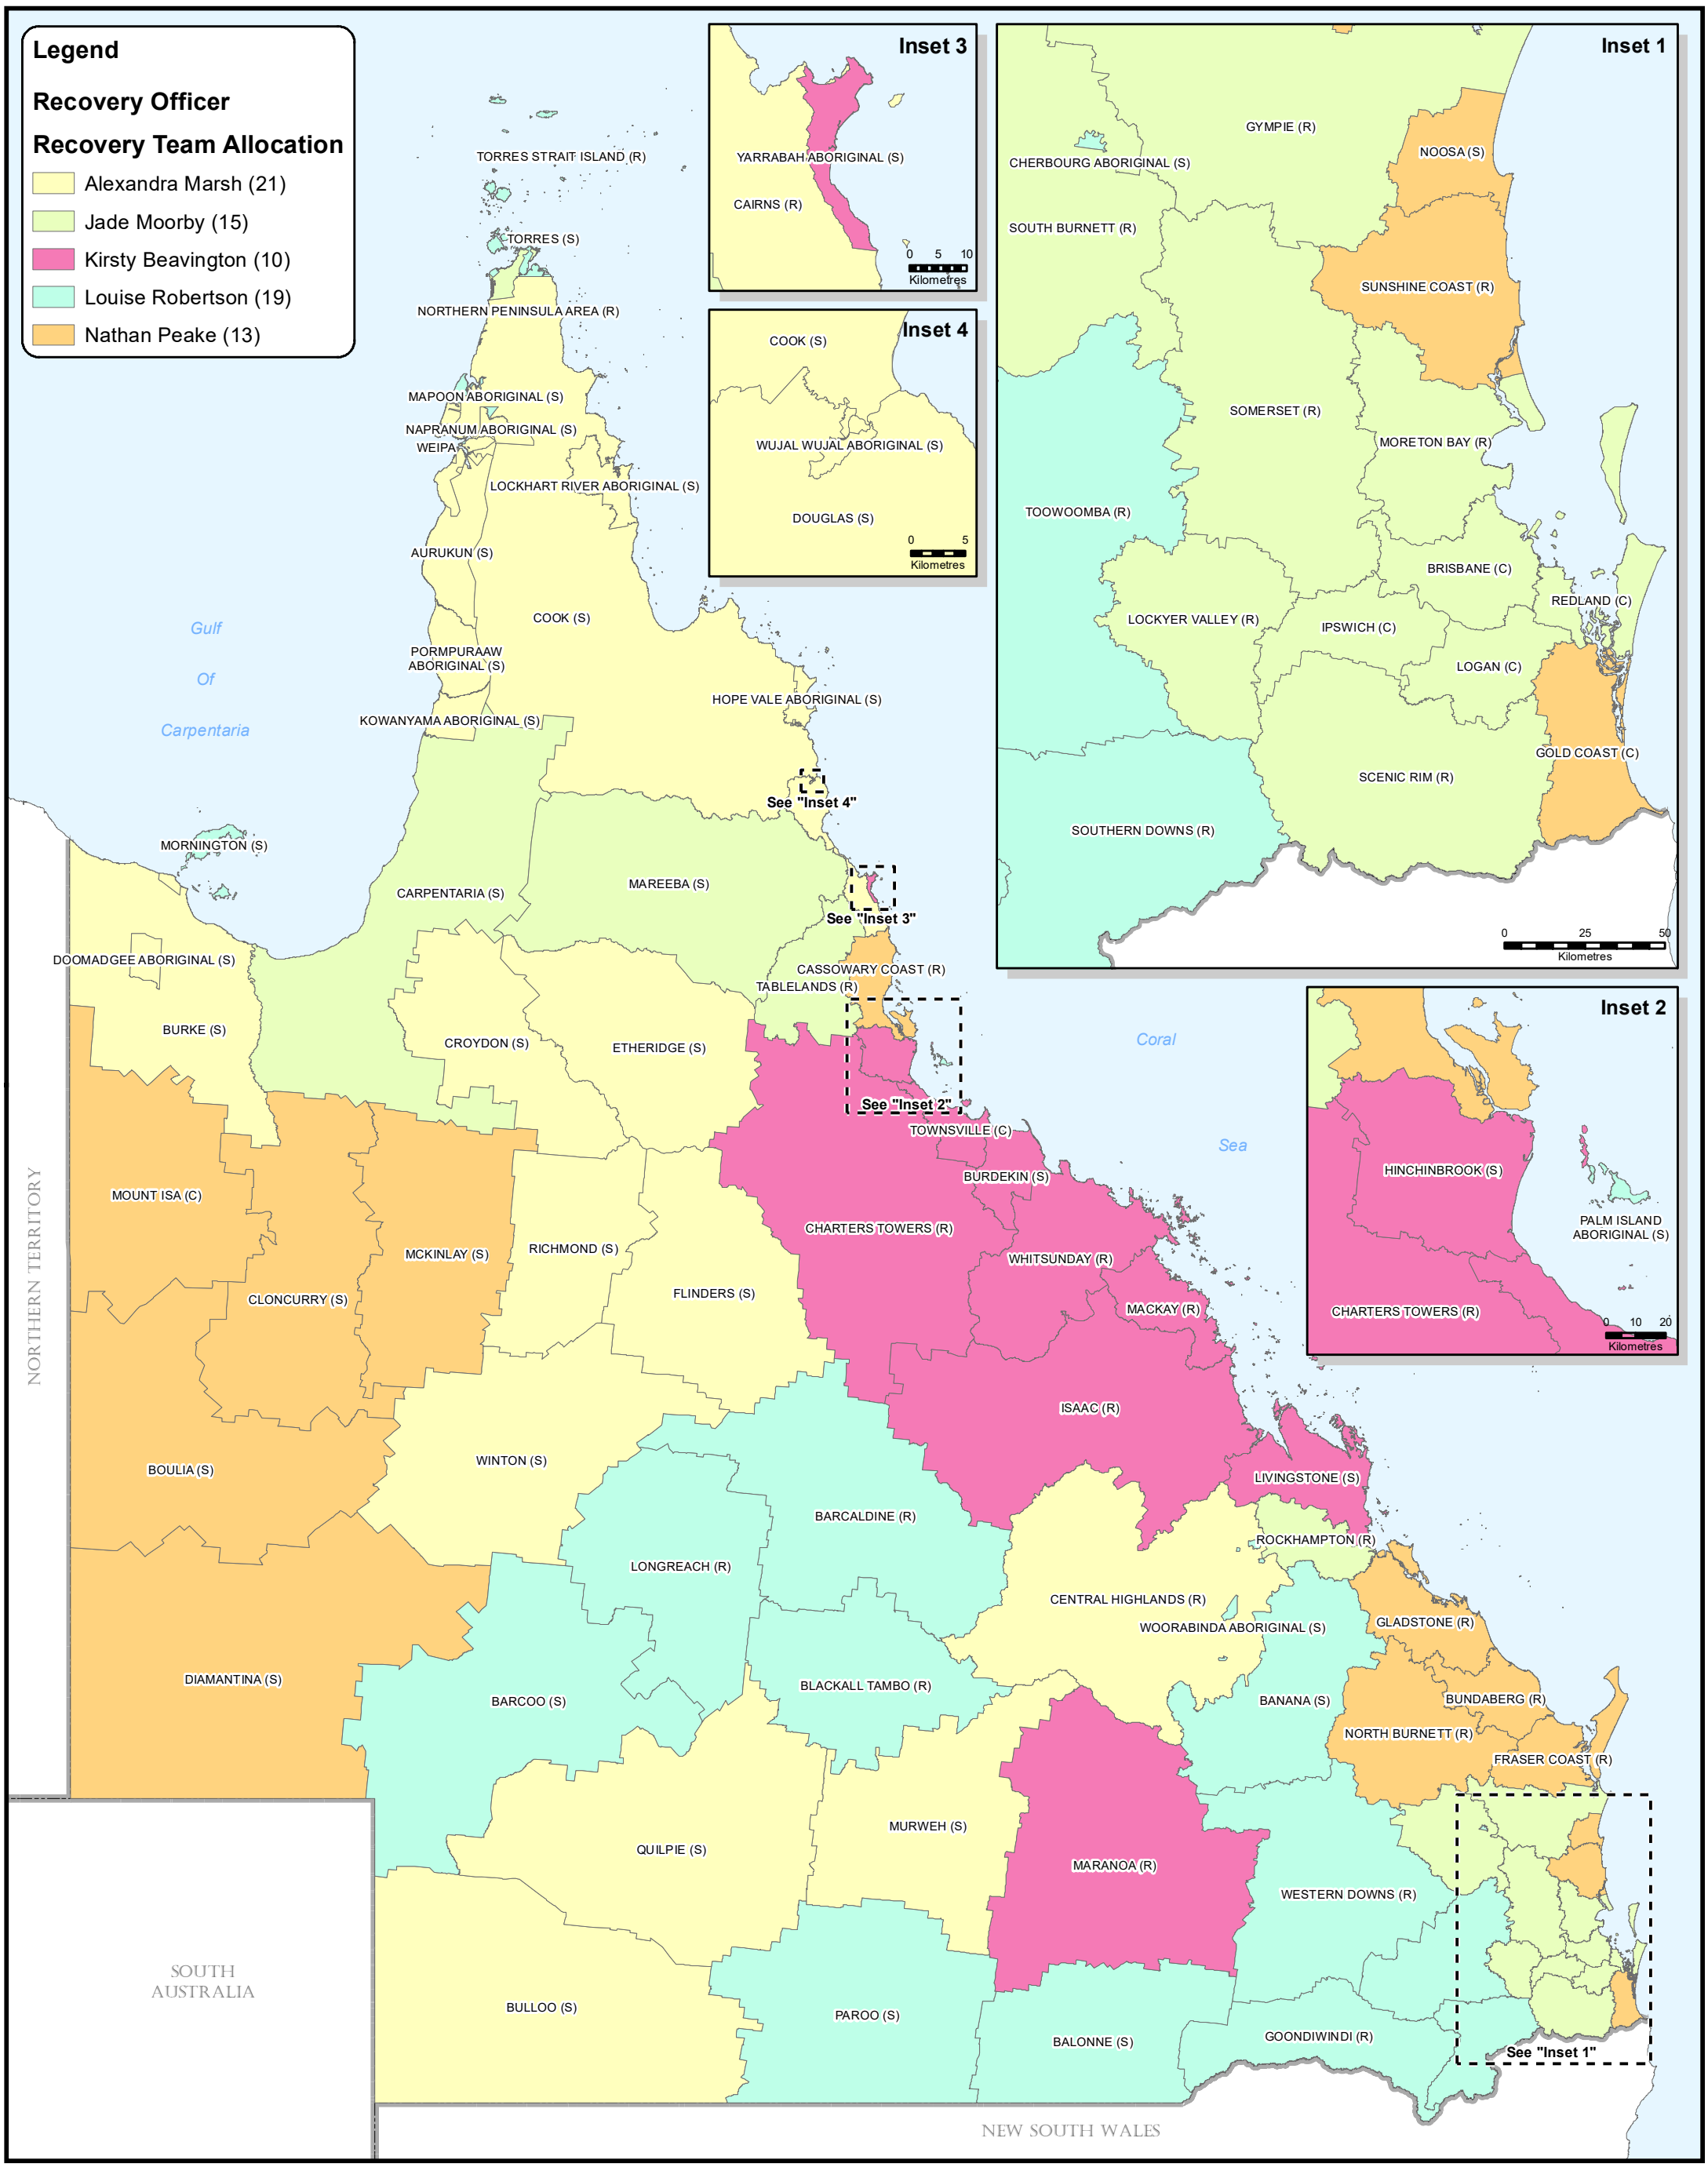 Legend
Recovery Officer
Recovery Team Allocation
Alexandra Marsh (21)
Jade Moorby (15)
Kirsty Beavington (10)
Louise Robertson (19)
Nathan Peake (13)
Inset 3
YARRABAH ABORIGINAL (S)
CAIRNS (R)
0 5 10
Kilometres
Inset 4
COOK (S)
WUJAL WUJAL ABORIGINAL (S)
DOUGLAS (S)
0 5
Kilometres
Inset 1
GYMPIE (R)
NOOSA (S)
CHERBOURG ABORIGINAL (S)
SOUTH BURNETT (R)
SUNSHINE COAST (R)
SOMERSET (R)
MORETON BAY (R)
TOOWOOMBA (R)
BRISBANE (C)
REDLAND (C)
LOCKYER VALLEY (R)
IPSWICH (C)
LOGAN (C)
GOLD COAST (C)
SCENIC RIM (R)
SOUTHERN DOWNS (R)
0 25 50
Kilometres
Inset 2
HINCHINBROOK (S)
PALM ISLAND
ABORIGINAL (S)
CHARTERS TOWERS (R)
0 10 20
Kilometres
TORRES STRAIT ISLAND (R)
TORRES (S)
NORTHERN PENINSULA AREA (R)
MAPOON ABORIGINAL (S)
NAPRANUM ABORIGINAL (S)
WEIPA
LOCKHART RIVER ABORIGINAL (S)
AURUKUN (S)
COOK (S)
Gulf
Of
Carpentaria
PORMPURAAW
ABORIGINAL (S)
HOPE VALE ABORIGINAL (S)
KOWANYAMA ABORIGINAL (S)
See "Inset 4"
MORNINGTON (S)
MAREEBA (S)
CARPENTARIA (S)
See "Inset 3"
DOOMADGEE ABORIGINAL (S)
CASSOWARY COAST (R)
TABLELANDS (R)
BURKE (S)
CROYDON (S)
ETHERIDGE (S)
Coral
Sea
See "Inset 2"
TOWNSVILLE (C)
BURDEKIN (S)
MOUNT ISA (C)
CHARTERS TOWERS (R)
MCKINLAY (S)
RICHMOND (S)
WHITSUNDAY (R)
CLONCURRY (S)
FLINDERS (S)
MACKAY (R)
NORTHERN TERRITORY
ISAAC (R)
WINTON (S)
BOULIA (S)
LIVINGSTONE (S)
BARCALDINE (R)
ROCKHAMPTON (R)
LONGREACH (R)
CENTRAL HIGHLANDS (R)
WOORABINDA ABORIGINAL (S)
GLADSTONE (R)
DIAMANTINA (S)
BLACKALL TAMBO (R)
BARCOO (S)
BANANA (S)
BUNDABERG (R)
NORTH BURNETT (R)
FRASER COAST (R)
MURWEH (S)
QUILPIE (S)
MARANOA (R)
WESTERN DOWNS (R)
SOUTH
AUSTRALIA
BULLOO (S)
PAROO (S)
BALONNE (S)
GOONDIWINDI (R)
See "Inset 1"
NEW SOUTH WALES